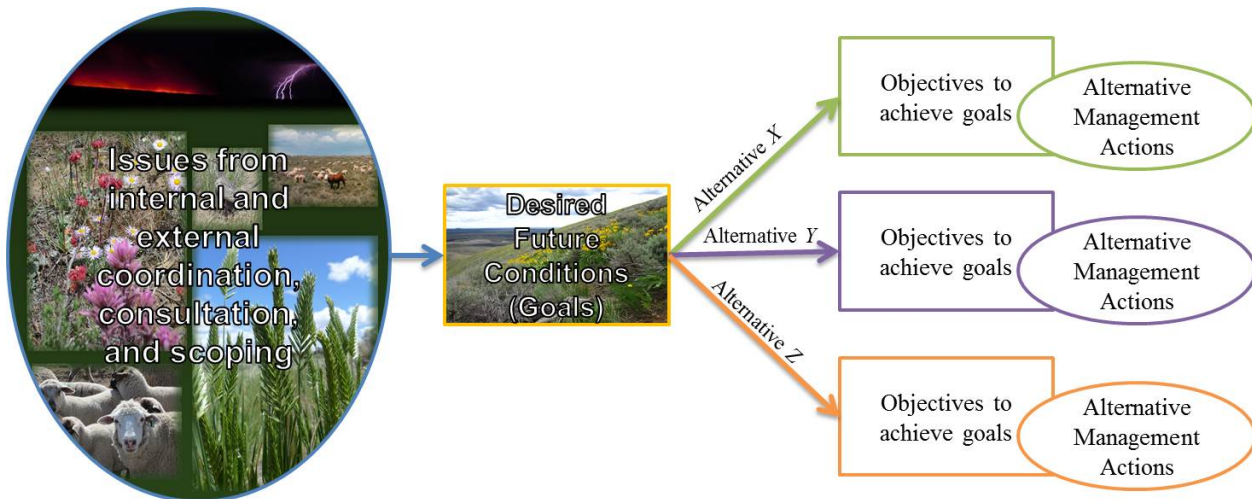 Issues from
internal and
external
coordination,
consultation,
and scoping
Desired
Future
Conditions
(Goals)
Alternative X
Alternative Y
Alternative Z
Objectives to
achieve goals
Alternative
Management
Actions
Objectives to
achieve goals
Alternative
Management
Actions
Objectives to
achieve goals
Alternative
Management
Actions